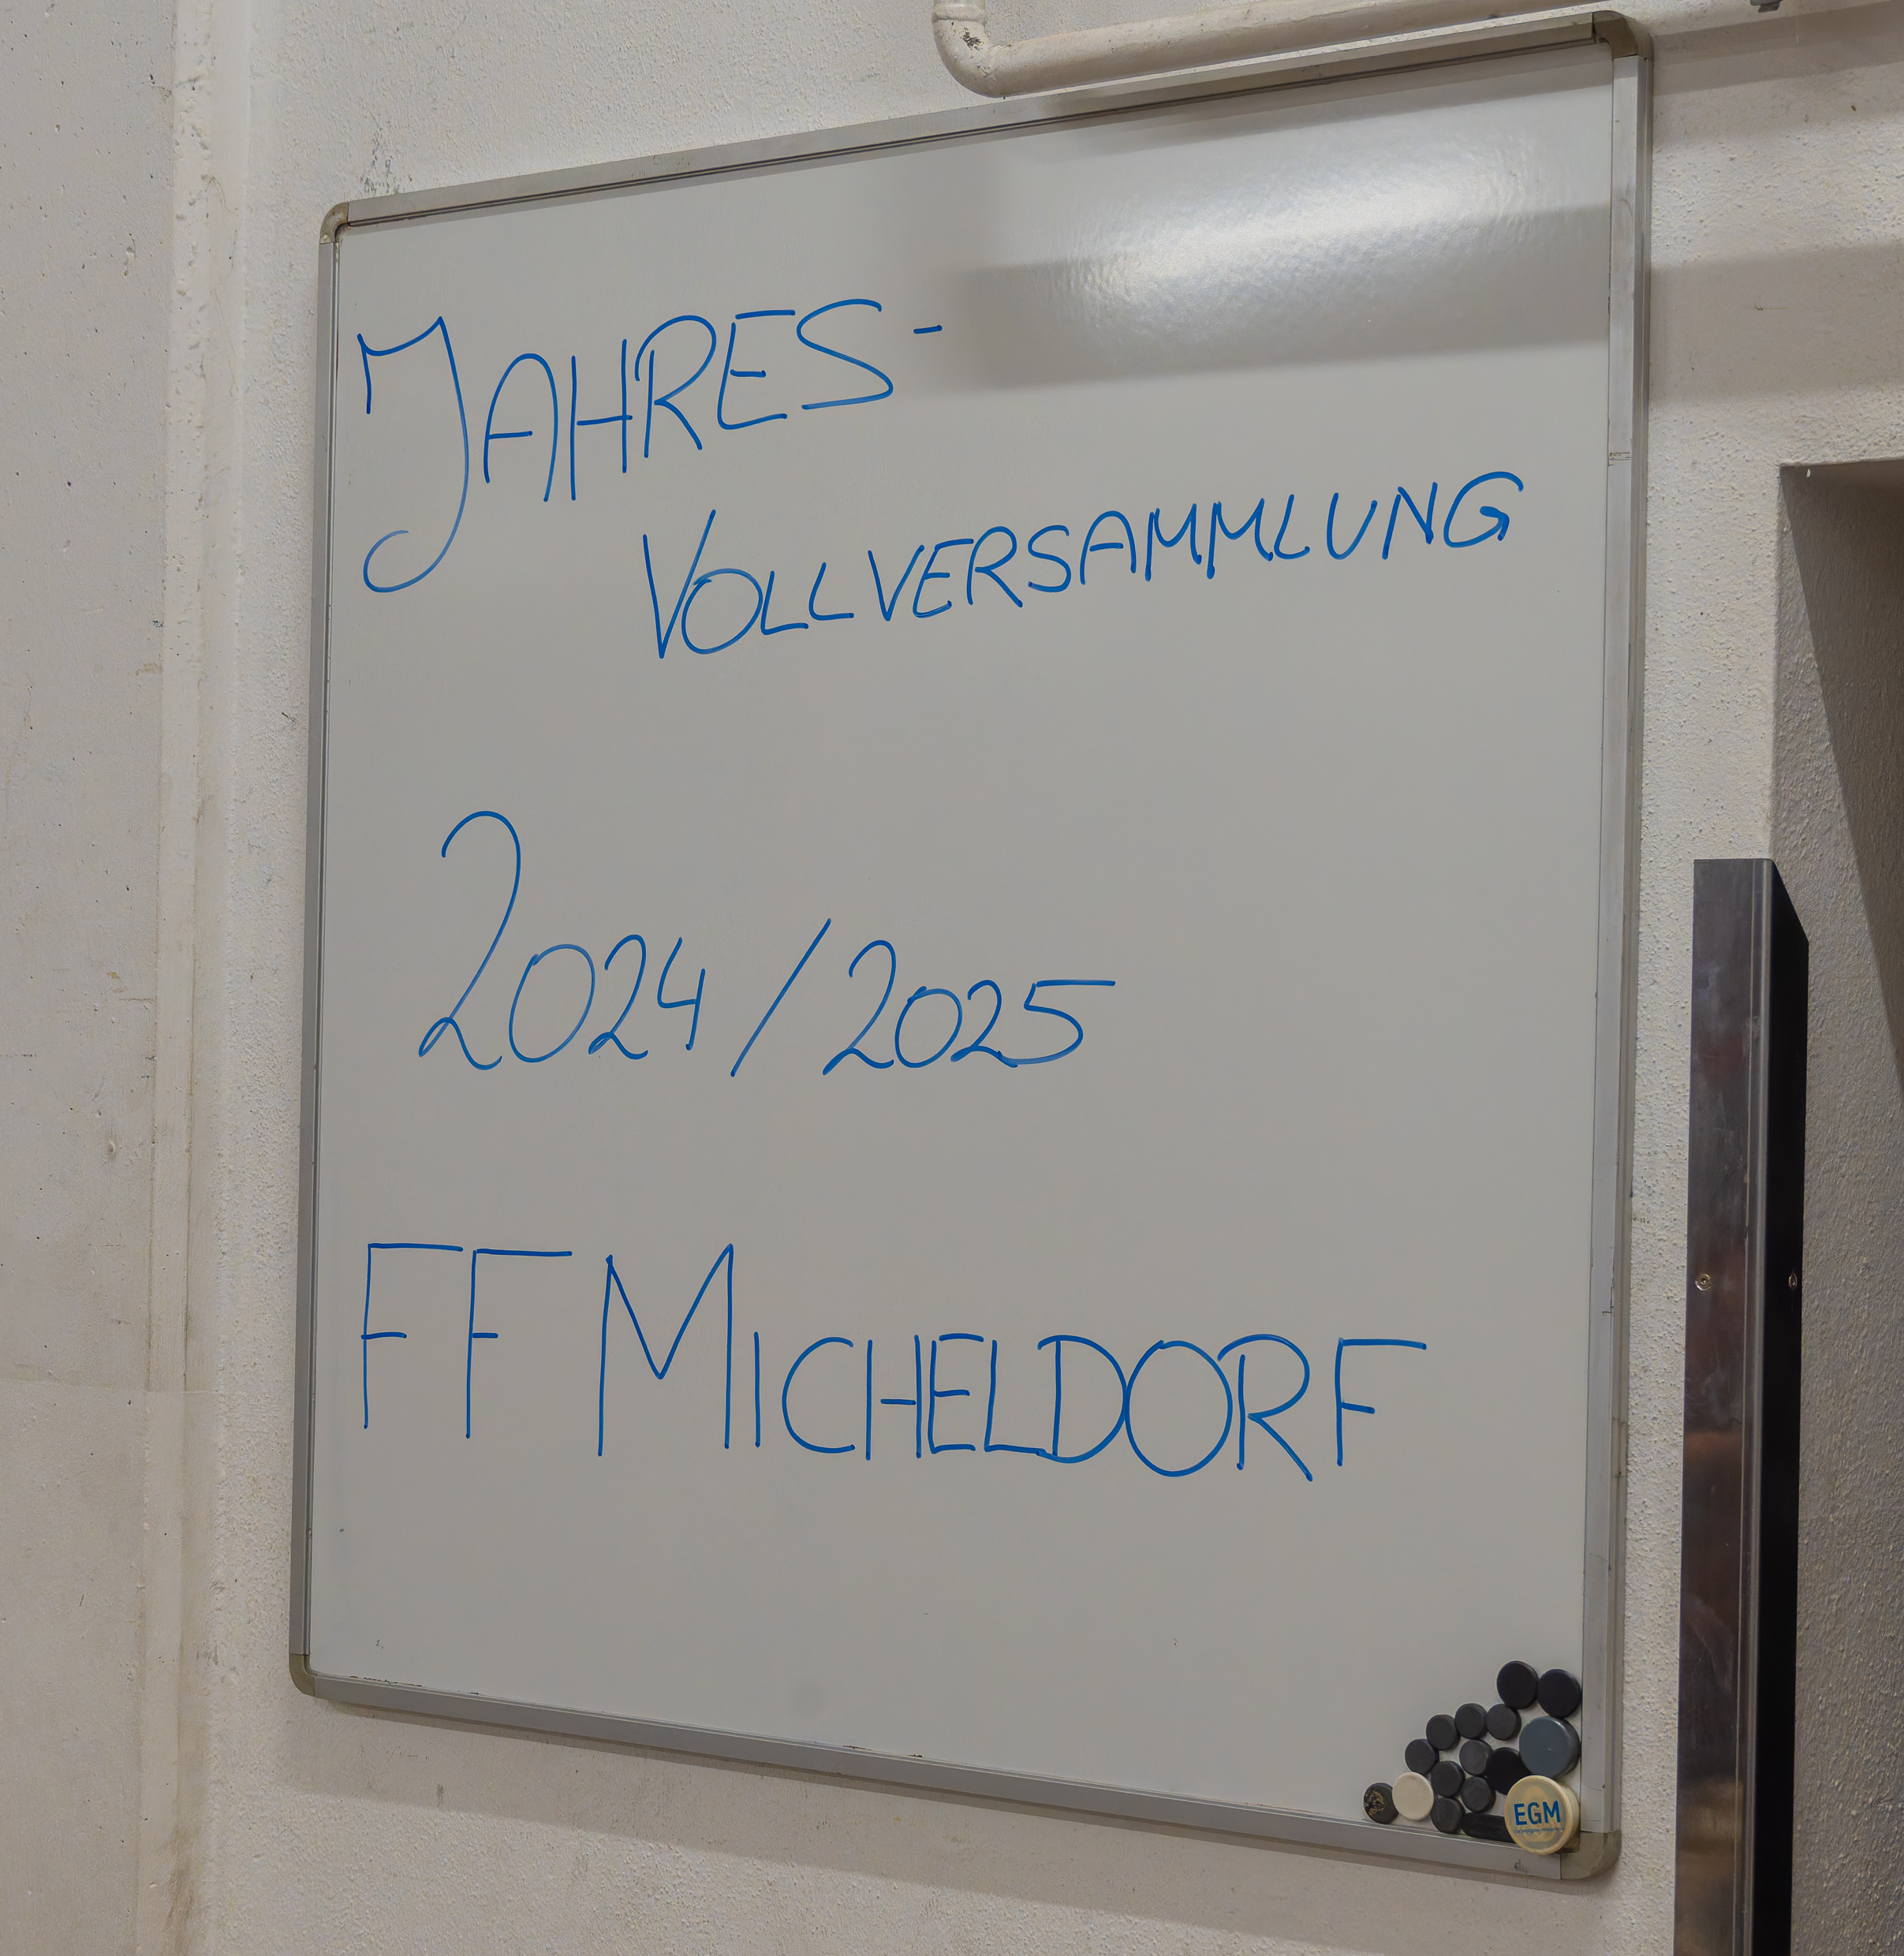 JAHRES-
VOLLVERSAMMLUNG
2024/2025
FF MICHELDORF
EGM